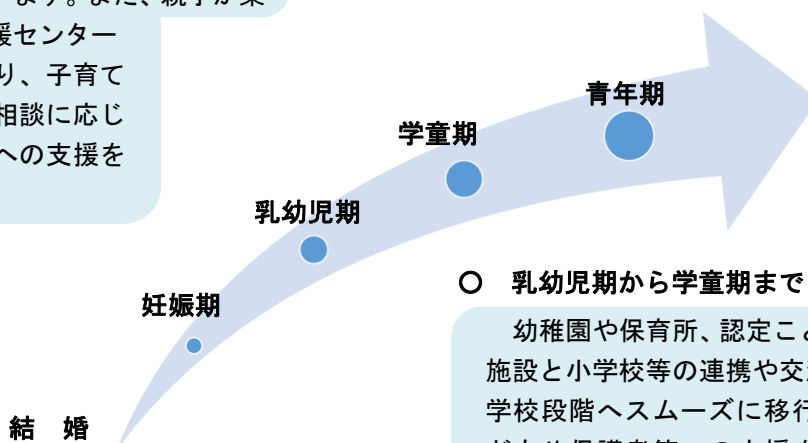 援センター
り、子育て
相談に応じ
への支援を
青年期
学童期
乳幼児期
妊娠期
結　婚
〇　乳幼児期から学童期まで
幼稚園や保育所、認定こ
施設と小学校等の連携や交
学校段階へスムーズに移行